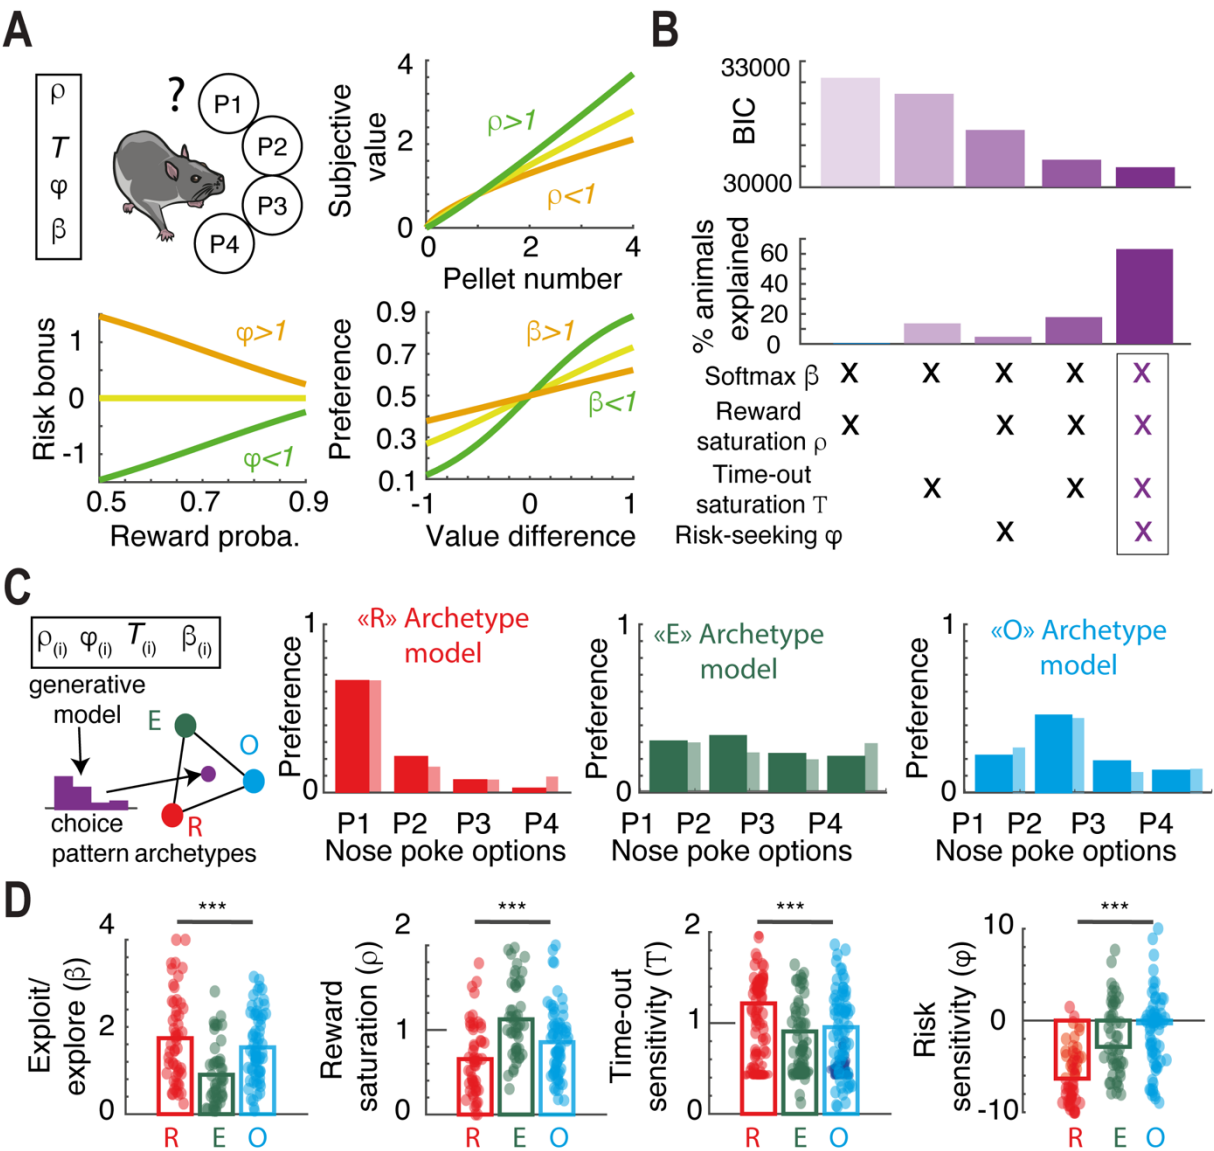 A
ρ
T
φ
β
?
P1
P2
P3
P4
Subjective
value
4
2
0
ρ>1
ρ<1
0
2
4
Pellet number
Risk bonus
1
0
-1
φ>1
φ<1
0.5
0.7
0.9
Reward proba.
Preference
0.9
0.7
0.5
0.3
0.1
β>1
β<1
-1
0
1
Value difference
B
BIC
33000
30000
% animals
explained
60
40
20
0
Softmax β
X X X X X
Reward
saturation ρ
X X X X
Time-out
saturation T
X X X
Risk-seeking φ
X X
C
ρ(i) φ(i) T(i) β(i)
generative
model
E
O
R
choice
pattern archetypes
Preference
1
0
«R» Archetype
model
P1 P2 P3 P4
Nose poke options
Preference
1
0
«E» Archetype
model
P1 P2 P3 P4
Nose poke options
Preference
1
0
«O» Archetype
model
P1 P2 P3 P4
Nose poke options
D
Exploit/
explore (β)
4
2
0
***
R E O
Reward
saturation (ρ)
2
1
0
***
R E O
Time-out
sensitivity (T)
2
1
0
***
R E O
Risk
sensitivity (φ)
10
0
-10
***
R E O